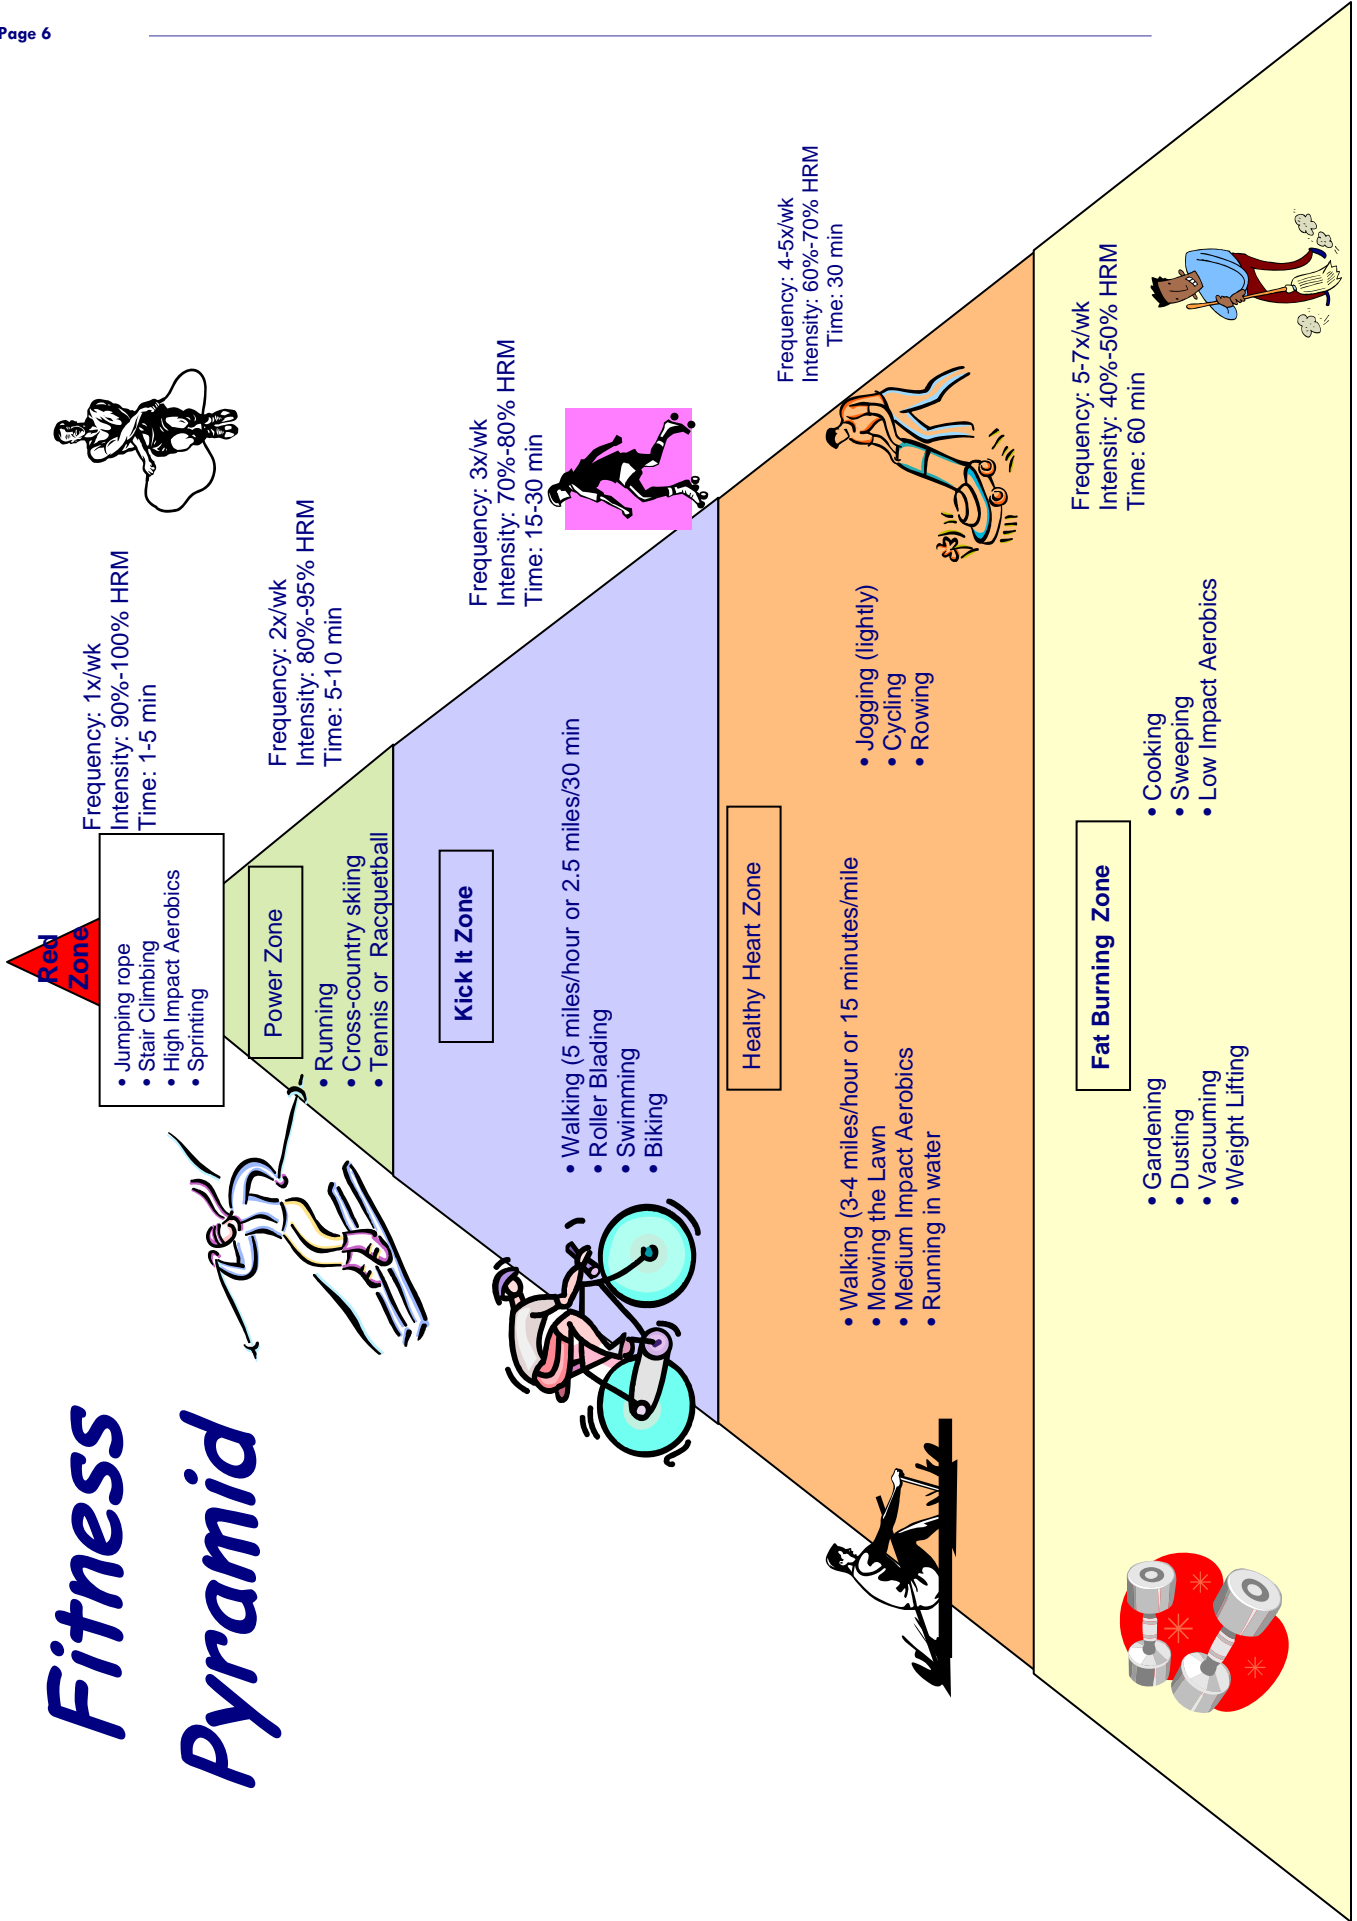 Page 6
Fitness
Pyramid
Red
Zone
• Jumping rope
• Stair Climbing
• High Impact Aerobics
• Sprinting
Frequency: 1x/wk
Intensity: 90%-100% HRM
Time: 1-5 min
Power Zone
• Running
• Cross-country skiing
• Tennis or Racquetball
Frequency: 2x/wk
Intensity: 80%-95% HRM
Time: 5-10 min
Kick It Zone
• Walking (5 miles/hour or 2.5 miles/30 min
• Roller Blading
• Swimming
• Biking
Frequency: 3x/wk
Intensity: 70%-80% HRM
Time: 15-30 min
Healthy Heart Zone
• Walking (3-4 miles/hour or 15 minutes/mile
• Mowing the Lawn
• Medium Impact Aerobics
• Running in water
• Jogging (lightly)
• Cycling
• Rowing
Frequency: 4-5x/wk
Intensity: 60%-70% HRM
Time: 30 min
Fat Burning Zone
• Gardening
• Dusting
• Vacuuming
• Weight Lifting
• Cooking
• Sweeping
• Low Impact Aerobics
Frequency: 5-7x/wk
Intensity: 40%-50% HRM
Time: 60 min